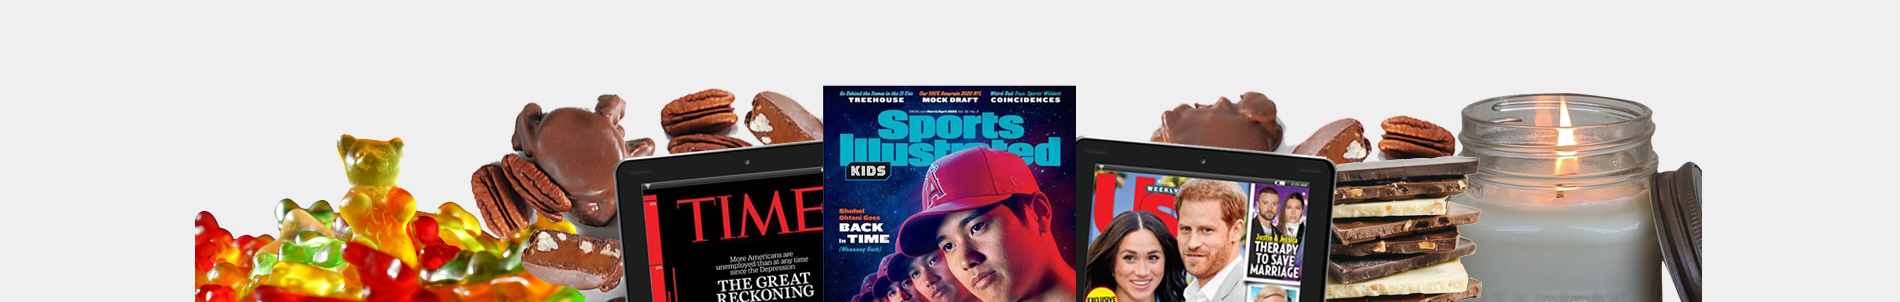 TIME
More Americans are
unemployed than at any time
since the Depression
THE GREAT
RECKONING
Go Behind the Scenes in the 21 Kids
TREEHOUSE
Our 100% Accurate 2020 NFL
MOCK DRAFT
Weird But True: Sports' Wildest
COINCIDENCES
Sports
Illustrated
KIDS
Shohei
Ohtani Goes
BACK
in TIME
Us
WEEKLY
Justin & Jessica
THERAPY
TO SAVE
MARRIAGE
EXCLUSIVE